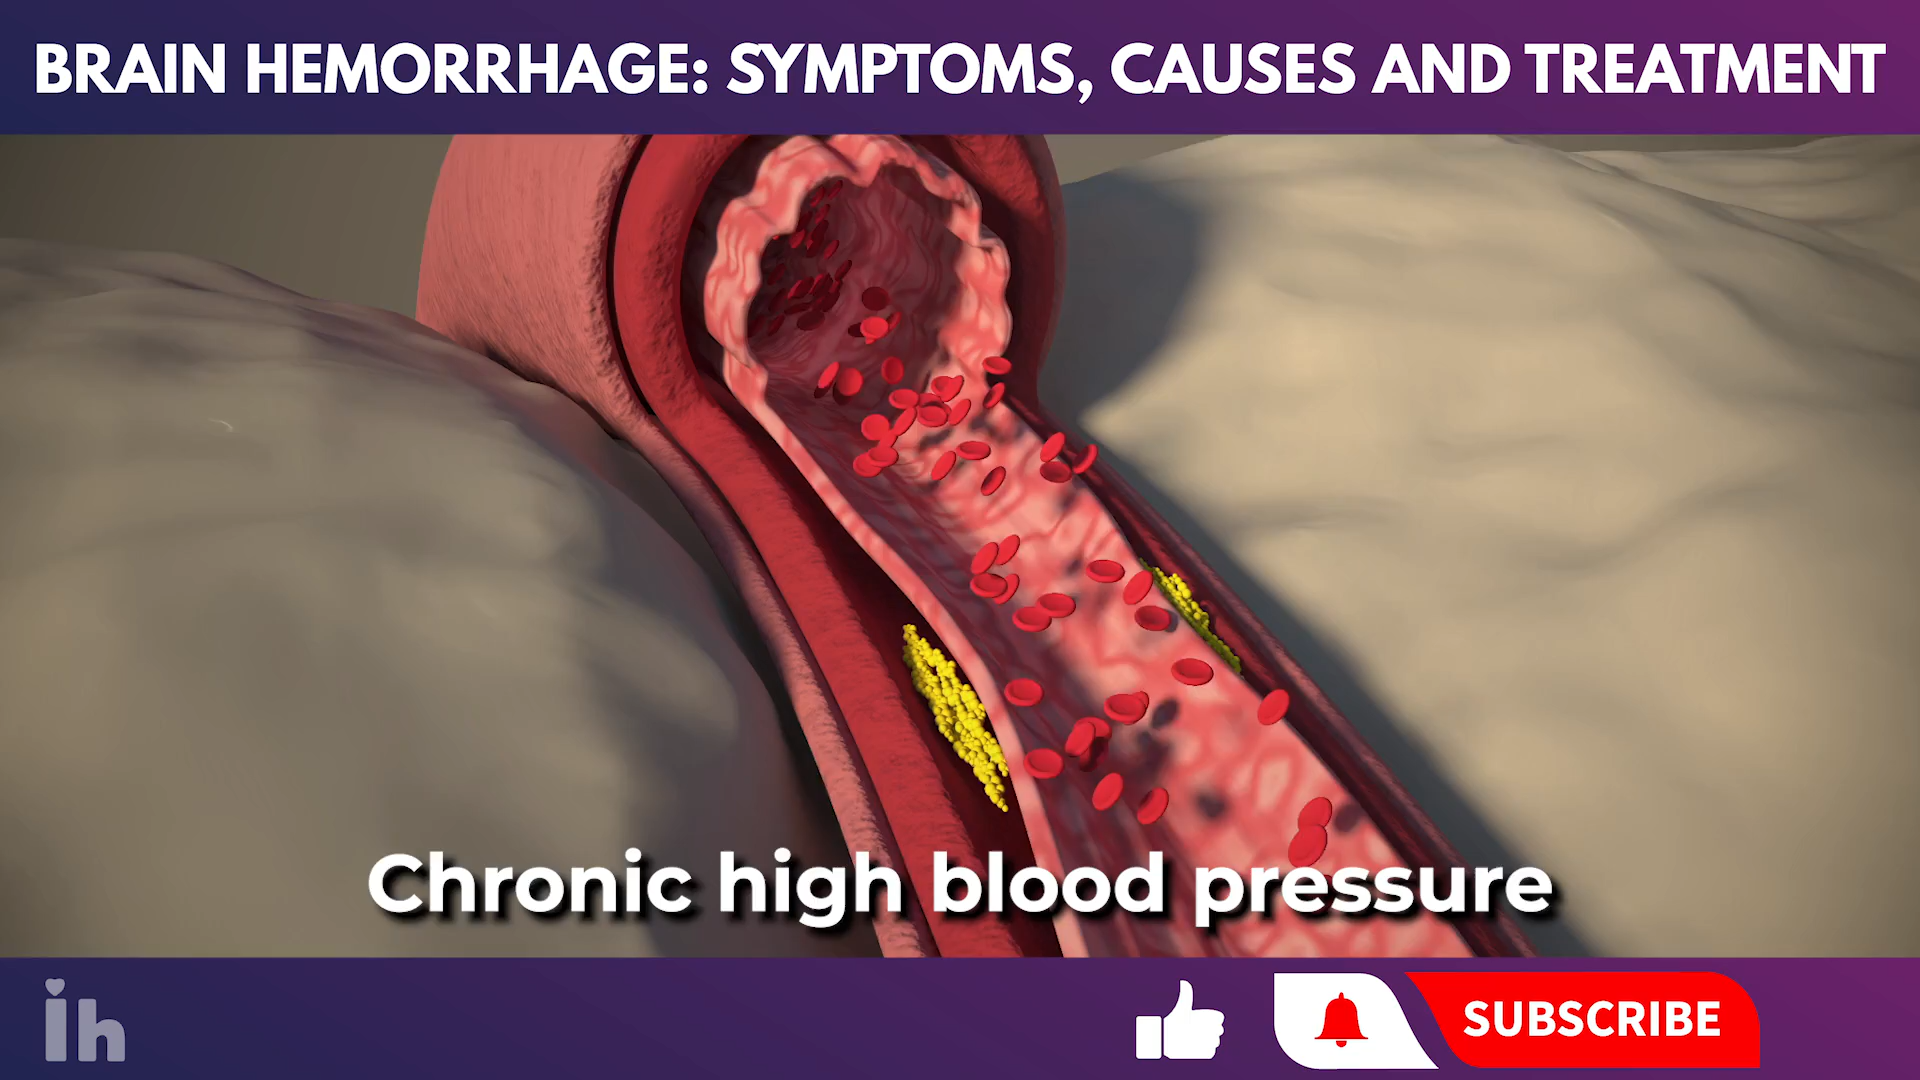 BRAIN HEMORRHAGE: SYMPTOMS, CAUSES AND TREATMENT
Chronic high blood pressure
ih
SUBSCRIBE